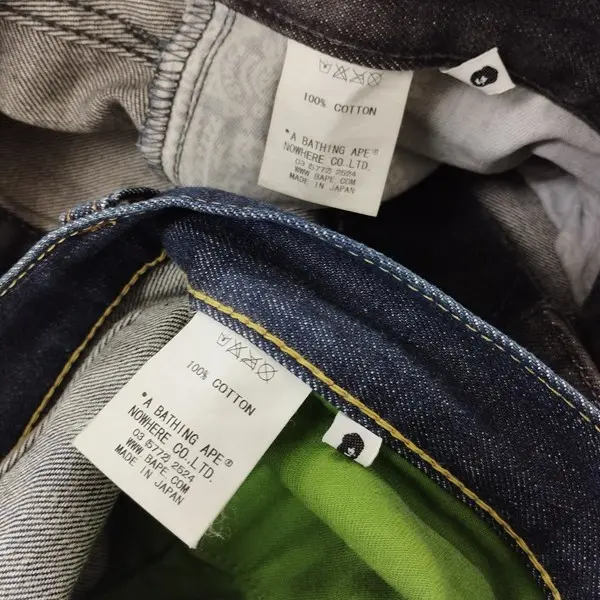 100% COTTON
"A BATHING APE"®
NOWHERE CO.,LTD.
03 (5772) 2524
WWW.BAPE.COM
MADE IN JAPAN
100% COTTON
"A BATHING APE"®
NOWHERE CO.,LTD.
03 (5772) 2524
WWW.BAPE.COM
MADE IN JAPAN